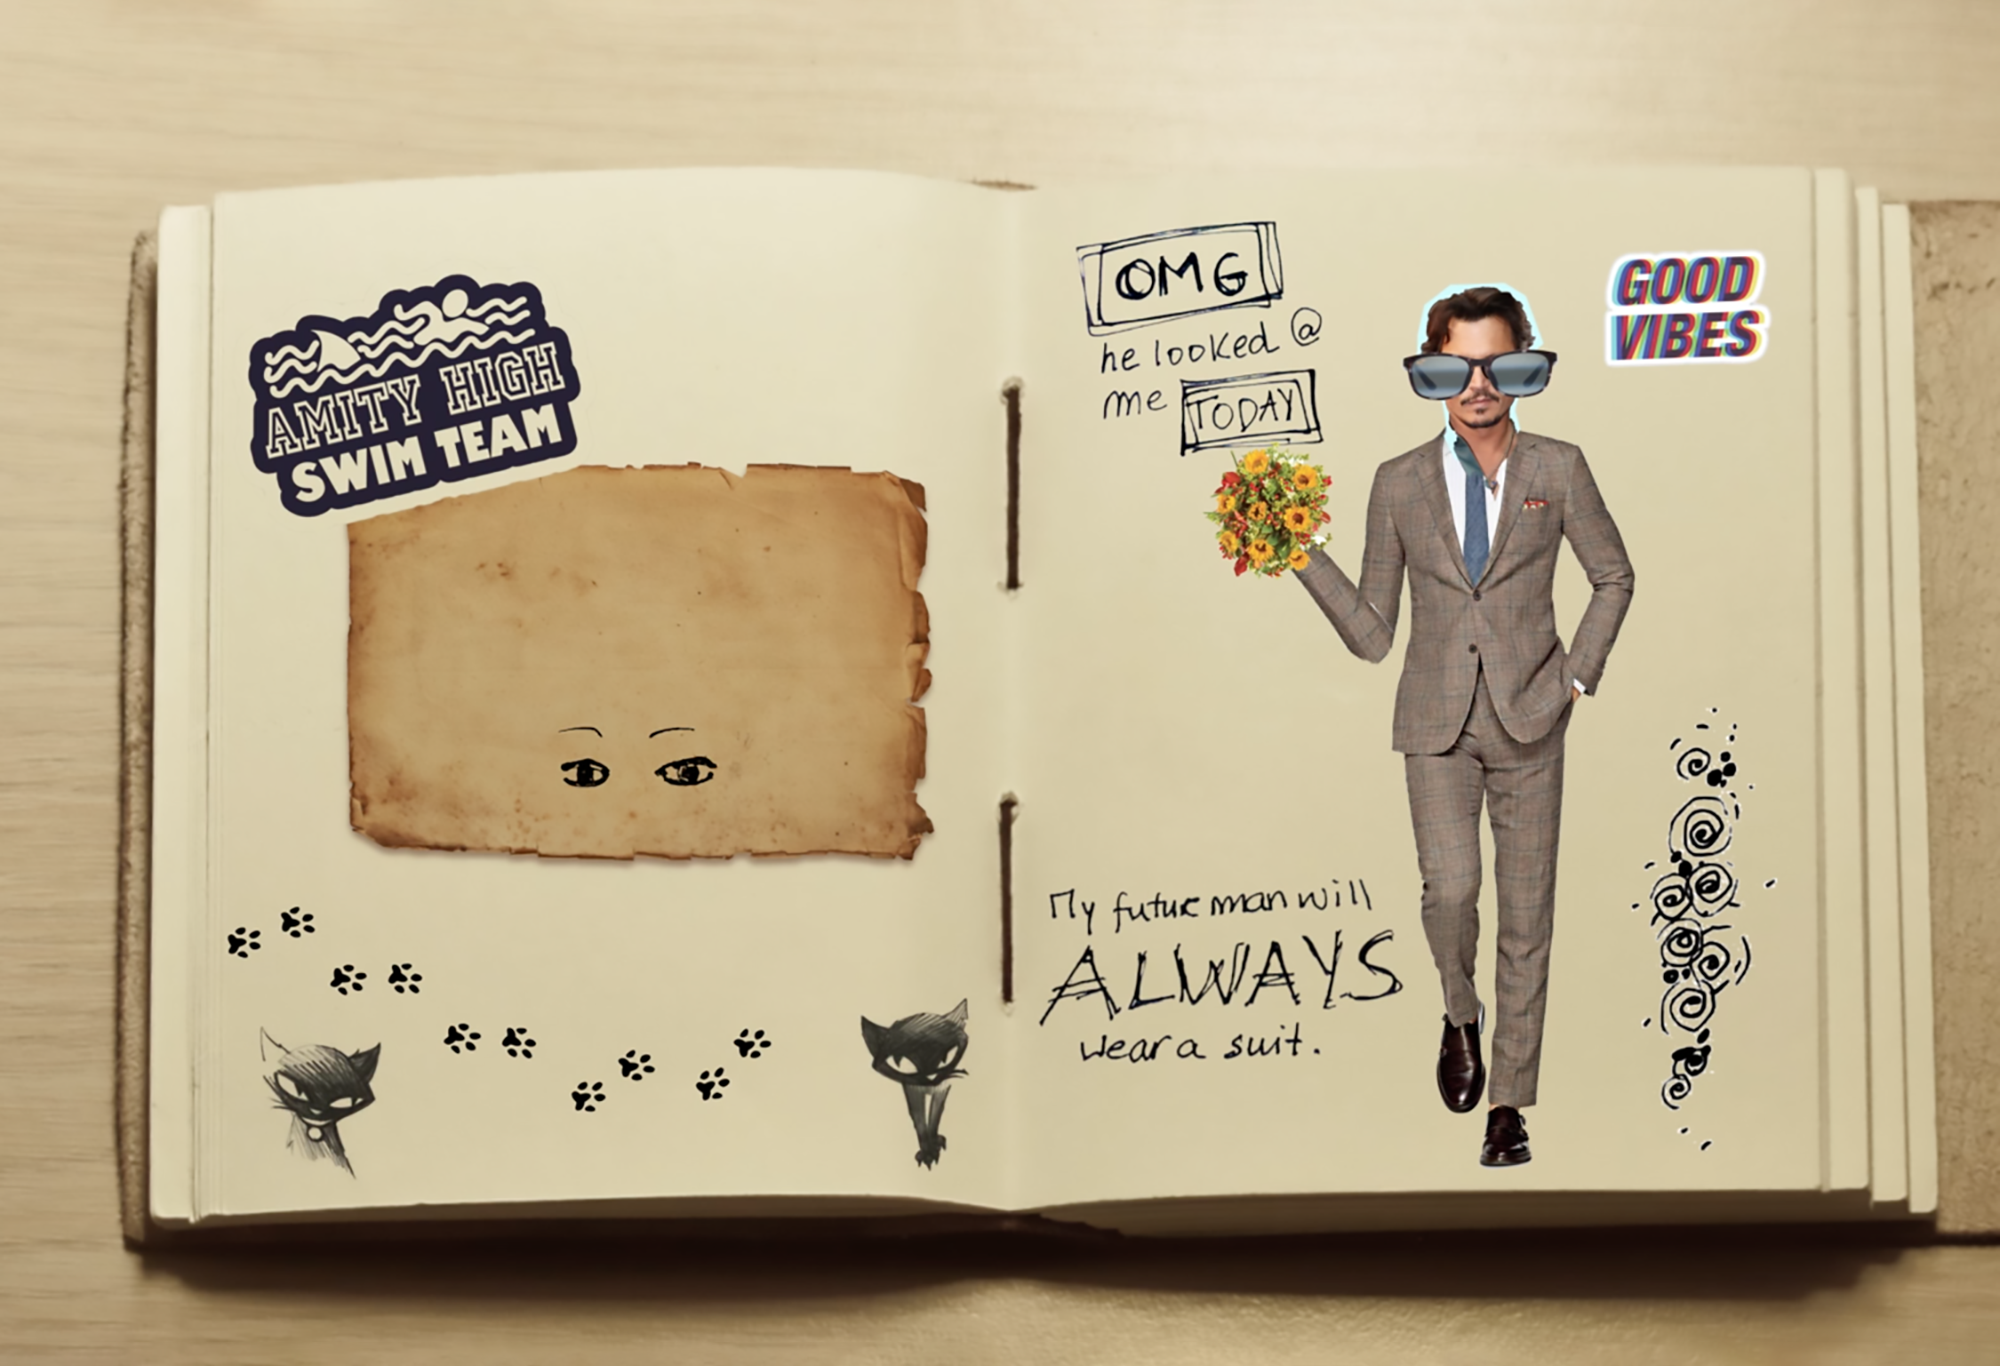 AMITY HIGH
SWIM TEAM
OMG
he looked @
me TODAY
GOOD
VIBES
My future man will
ALWAYS
wear a suit.